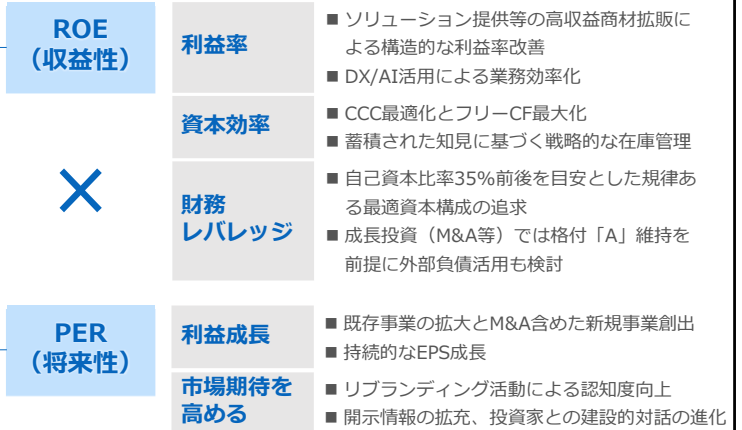 ROE
（収益性）
利益率
■ ソリューション提供等の高収益商材拡販に
よる構造的な利益率改善
■ DX/AI活用による業務効率化
資本効率
■ CCC最適化とフリーCF最大化
■ 蓄積された知見に基づく戦略的な在庫管理
×
財務
レバレッジ
■ 自己資本比率35%前後を目安とした規律あ
る最適資本構成の追求
■ 成長投資（M&A等）では格付「A」維持を
前提に外部負債活用も検討
PER
（将来性）
利益成長
■ 既存事業の拡大とM&A含めた新規事業創出
■ 持続的なEPS成長
市場期待を
高める
■ リブランディング活動による認知度向上
■ 開示情報の拡充、投資家との建設的対話の進化